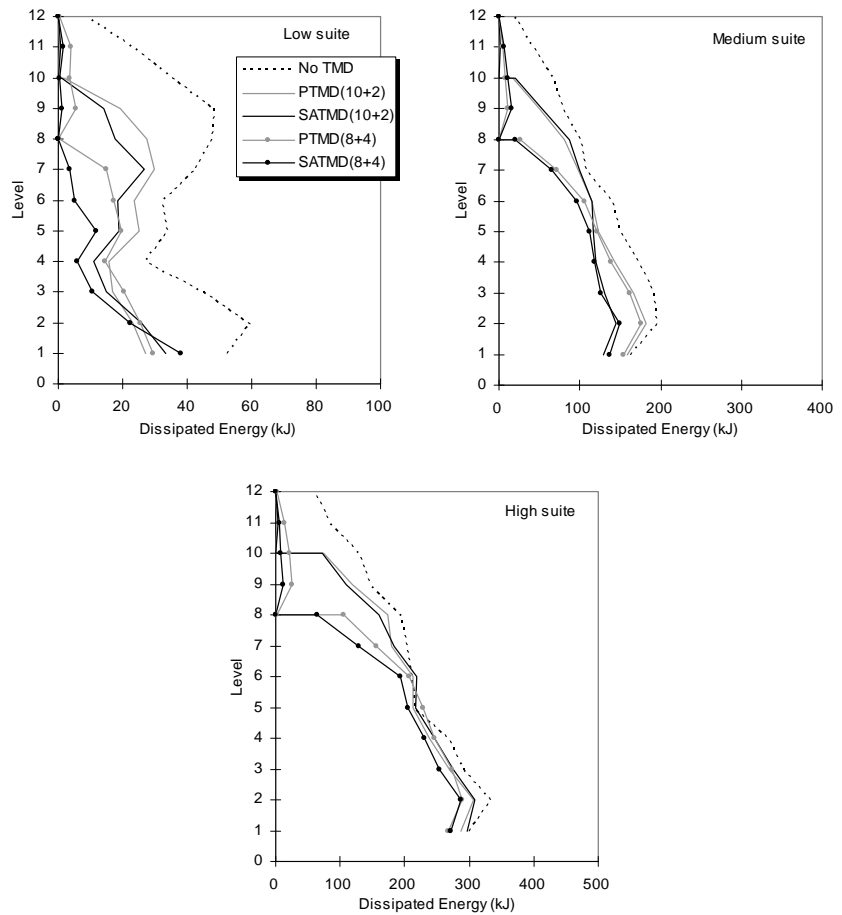 Low suite
No TMD
PTMD(10+2)
SATMD(10+2)
PTMD(8+4)
SATMD(8+4)
Level
12
11
10
9
8
7
6
5
4
3
2
1
0
0 20 40 60 80 100
Dissipated Energy (kJ)
Medium suite
Level
12
11
10
9
8
7
6
5
4
3
2
1
0
0 100 200 300 400
Dissipated Energy (kJ)
High suite
Level
12
11
10
9
8
7
6
5
4
3
2
1
0
0 100 200 300 400 500
Dissipated Energy (kJ)